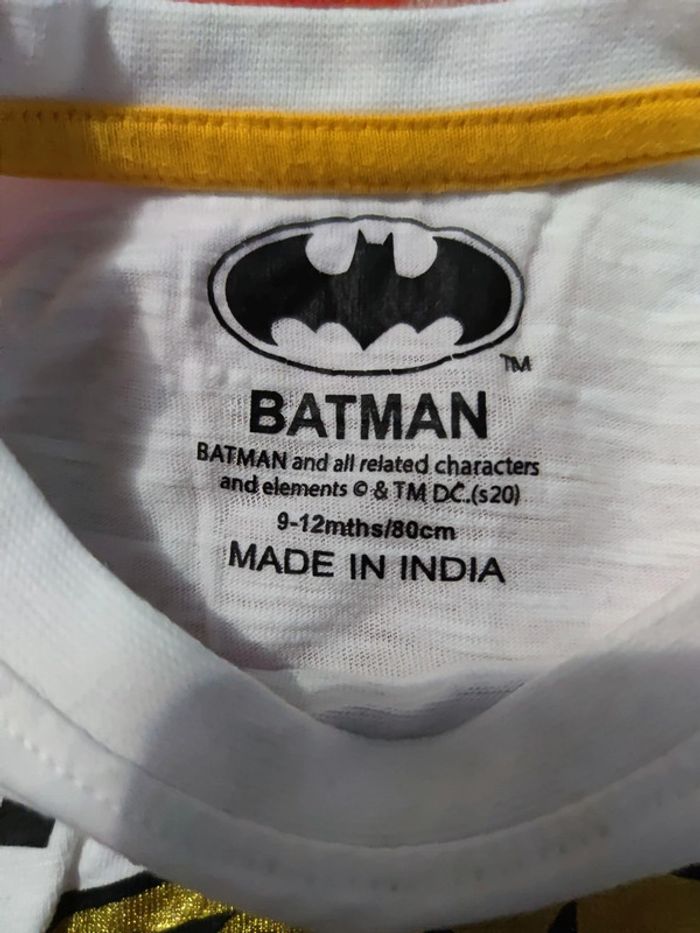 TM
BATMAN
BATMAN and all related characters
and elements © & TM DC.(s20)
9-12mths/80cm
MADE IN INDIA